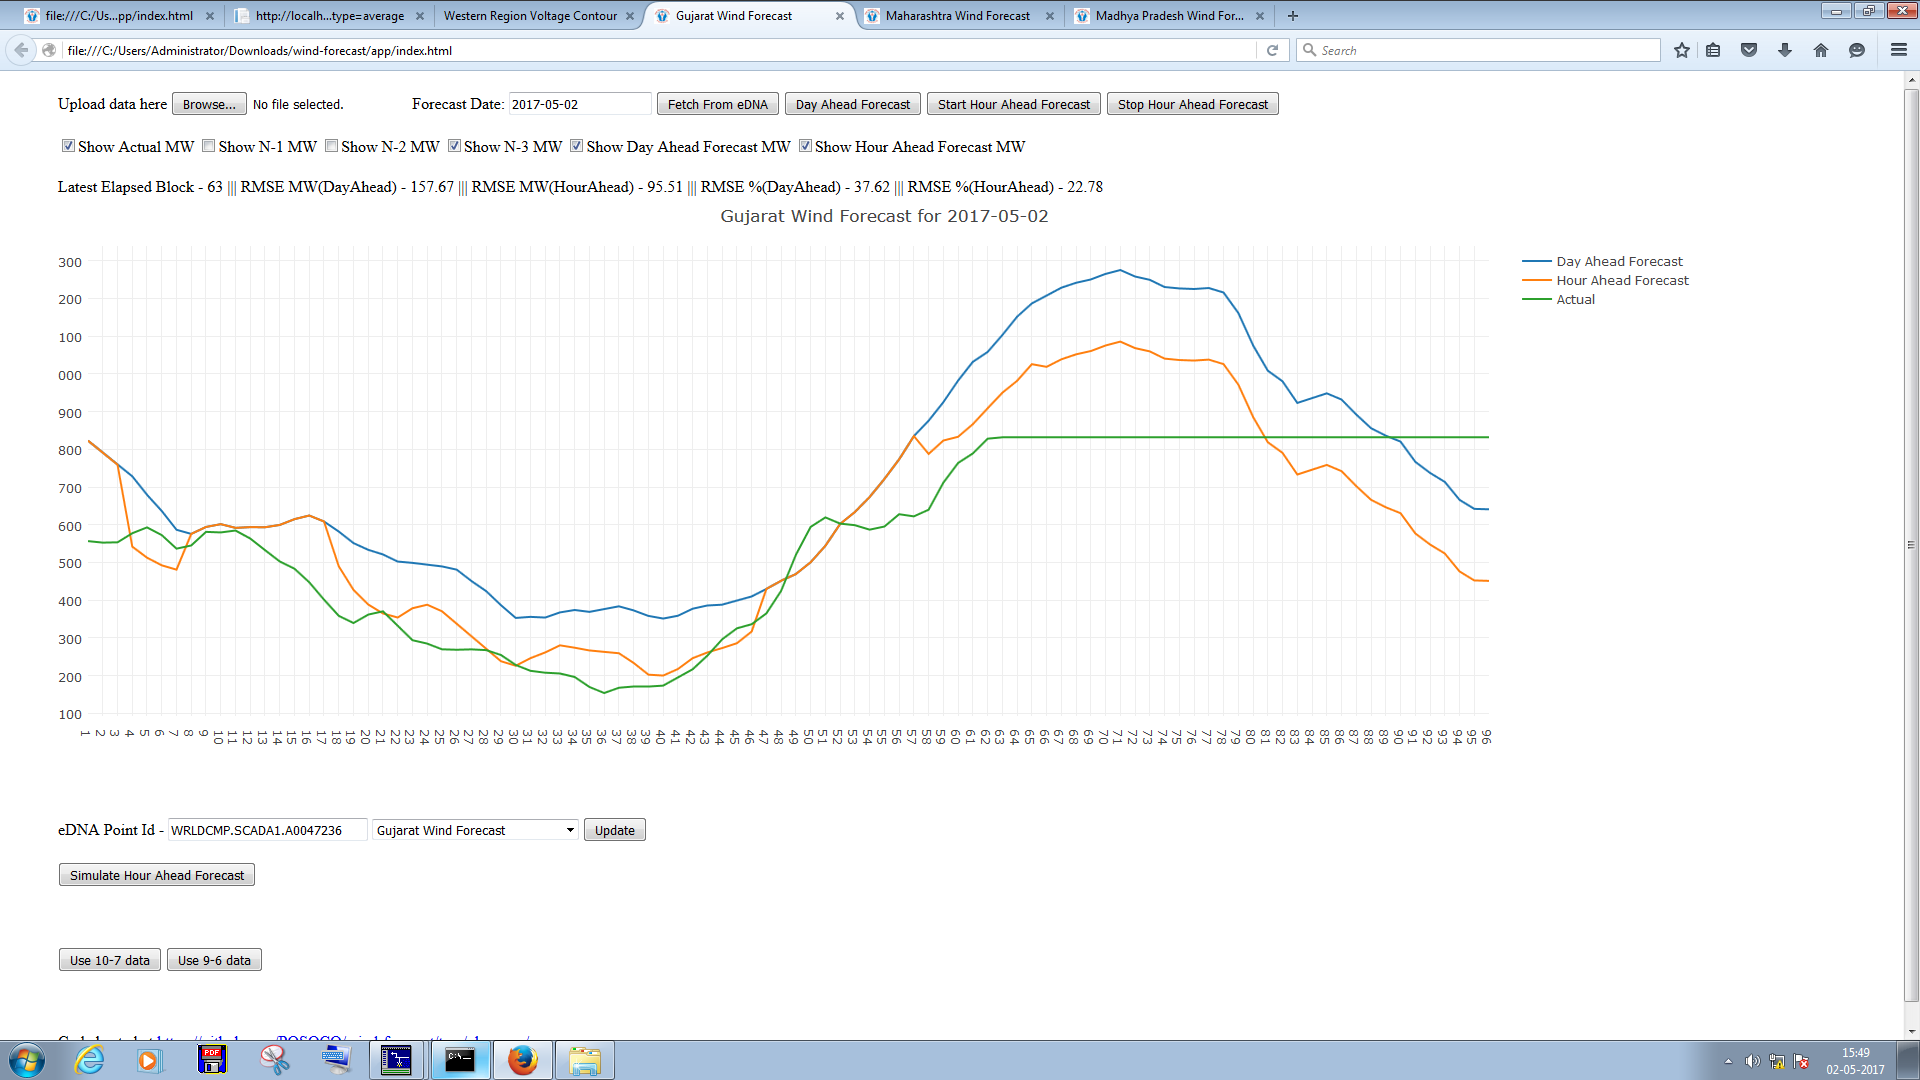 file:///C:/Us...pp/index.html
http://localh...type=average
Western Region Voltage Contour
Gujarat Wind Forecast
Maharashtra Wind Forecast
Madhya Pradesh Wind For...
file:///C:/Users/Administrator/Downloads/wind-forecast/app/index.html
Search
Upload data here Browse... No file selected. Forecast Date: 2017-05-02 Fetch From eDNA Day Ahead Forecast Start Hour Ahead Forecast Stop Hour Ahead Forecast
Show Actual MW Show N-1 MW Show N-2 MW Show N-3 MW Show Day Ahead Forecast MW Show Hour Ahead Forecast MW
Latest Elapsed Block - 63 ||| RMSE MW(DayAhead) - 157.67 ||| RMSE MW(HourAhead) - 95.51 ||| RMSE %(DayAhead) - 37.62 ||| RMSE %(HourAhead) - 22.78
Gujarat Wind Forecast for 2017-05-02
300
200
100
000
900
800
700
600
500
400
300
200
100
Day Ahead Forecast
Hour Ahead Forecast
Actual
1 2 3 4 5 6 7 8 9 10 11 12 13 14 15 16 17 18 19 20 21 22 23 24 25 26 27 28 29 30 31 32 33 34 35 36 37 38 39 40 41 42 43 44 45 46 47 48 49 50 51 52 53 54 55 56 57 58 59 60 61 62 63 64 65 66 67 68 69 70 71 72 73 74 75 76 77 78 79 80 81 82 83 84 85 86 87 88 89 90 91 92 93 94 95 96
eDNA Point Id - WRLDCMP.SCADA1.A0047236 Gujarat Wind Forecast Update
Simulate Hour Ahead Forecast
Use 10-7 data Use 9-6 data
PDF
C:\.
15:49
02-05-2017